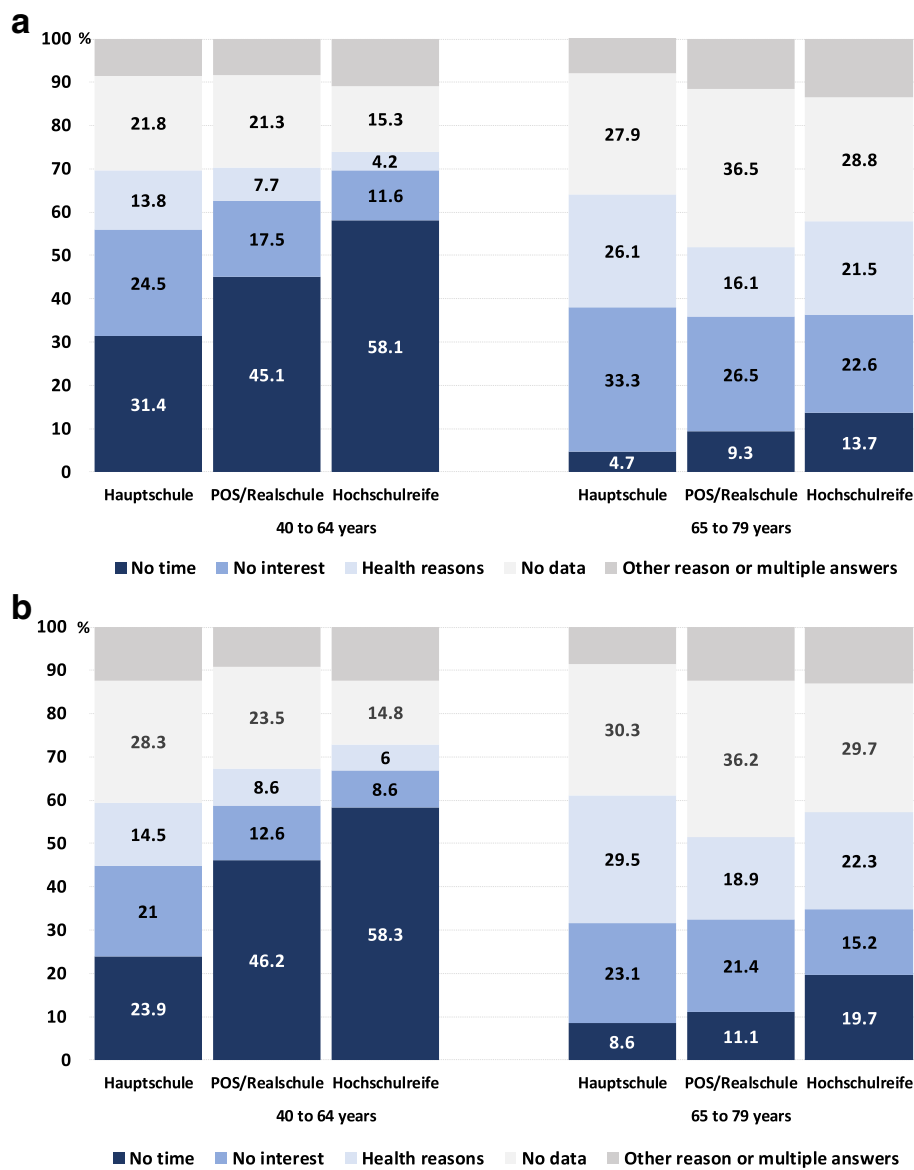 a
100 %
90
80
70
60
50
40
30
20
10
0
21.8 21.3 15.3 27.9 36.5 28.8
13.8 7.7 4.2 26.1 16.1 21.5
24.5 17.5 11.6 33.3 26.5 22.6
31.4 45.1 58.1 4.7 9.3 13.7
Hauptschule POS/Realschule Hochschulreife Hauptschule POS/Realschule Hochschulreife
40 to 64 years 65 to 79 years
No time No interest Health reasons No data Other reason or multiple answers
b
100 %
90
80
70
60
50
40
30
20
10
0
28.3 23.5 14.8 30.3 36.2 29.7
14.5 8.6 6 29.5 18.9 22.3
21 12.6 8.6 23.1 21.4 15.2
23.9 46.2 58.3 8.6 11.1 19.7
Hauptschule POS/Realschule Hochschulreife Hauptschule POS/Realschule Hochschulreife
40 to 64 years 65 to 79 years
No time No interest Health reasons No data Other reason or multiple answers